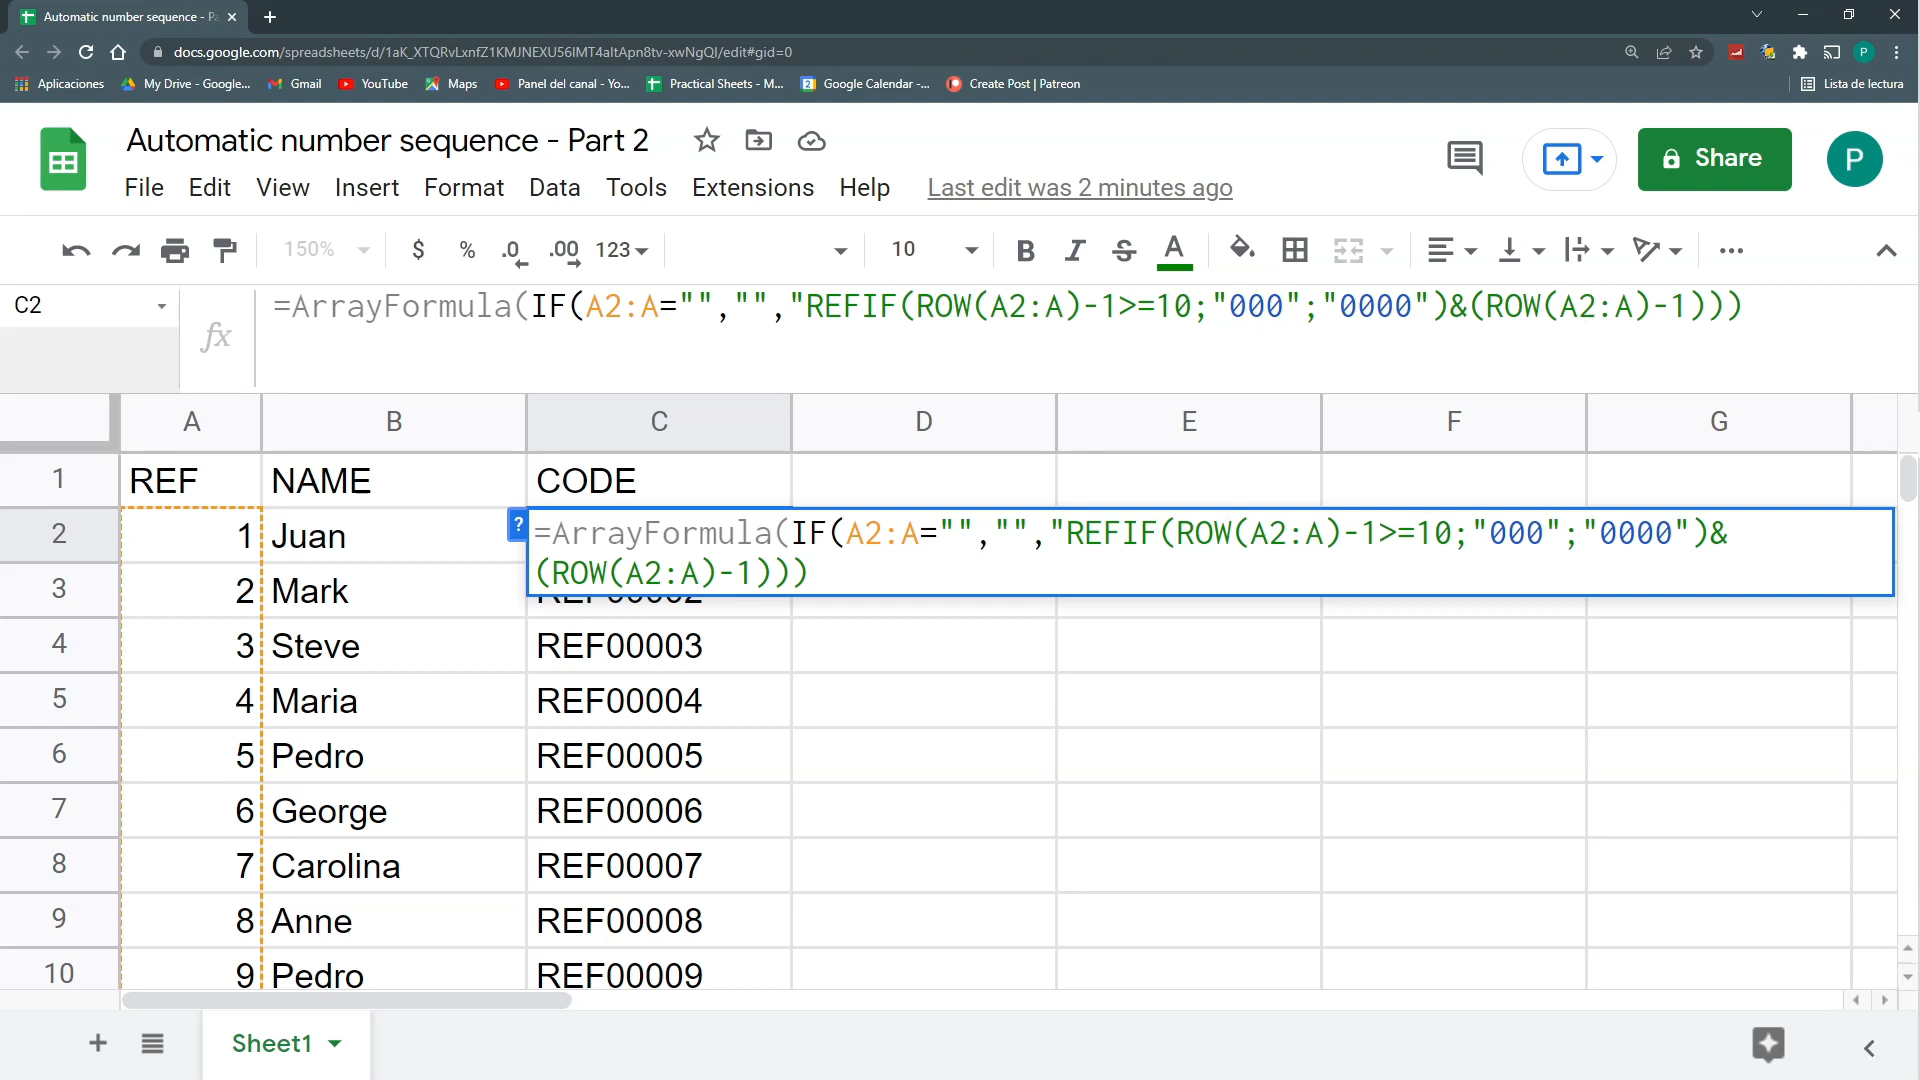 Automatic number sequence - Pa
docs.google.com/spreadsheets/d/1aK_XTQRvLxnfZ1KMJNEXU56IMT4altApn8tv-xwNgQI/edit#gid=0
P
Aplicaciones
My Drive - Google...
Gmail
YouTube
Maps
Panel del canal - Yo...
Practical Sheets - M...
Google Calendar -...
Create Post | Patreon
Lista de lectura
Automatic number sequence - Part 2
Share
P
File Edit View Insert Format Data Tools Extensions Help Last edit was 2 minutes ago
150% $ % .0 .00 123 10 B I S A
C2
fx
=ArrayFormula(IF(A2:A="","","REFIF(ROW(A2:A)-1>=10;"000";"0000")&(ROW(A2:A)-1)))
A B C D E F G
1 REF NAME CODE
2 1 Juan ? =ArrayFormula(IF(A2:A="","","REFIF(ROW(A2:A)-1>=10;"000";"0000")&
(ROW(A2:A)-1)))
3 2 Mark
4 3 Steve REF00003
5 4 Maria REF00004
6 5 Pedro REF00005
7 6 George REF00006
8 7 Carolina REF00007
9 8 Anne REF00008
10 9 Pedro REF00009
Sheet1